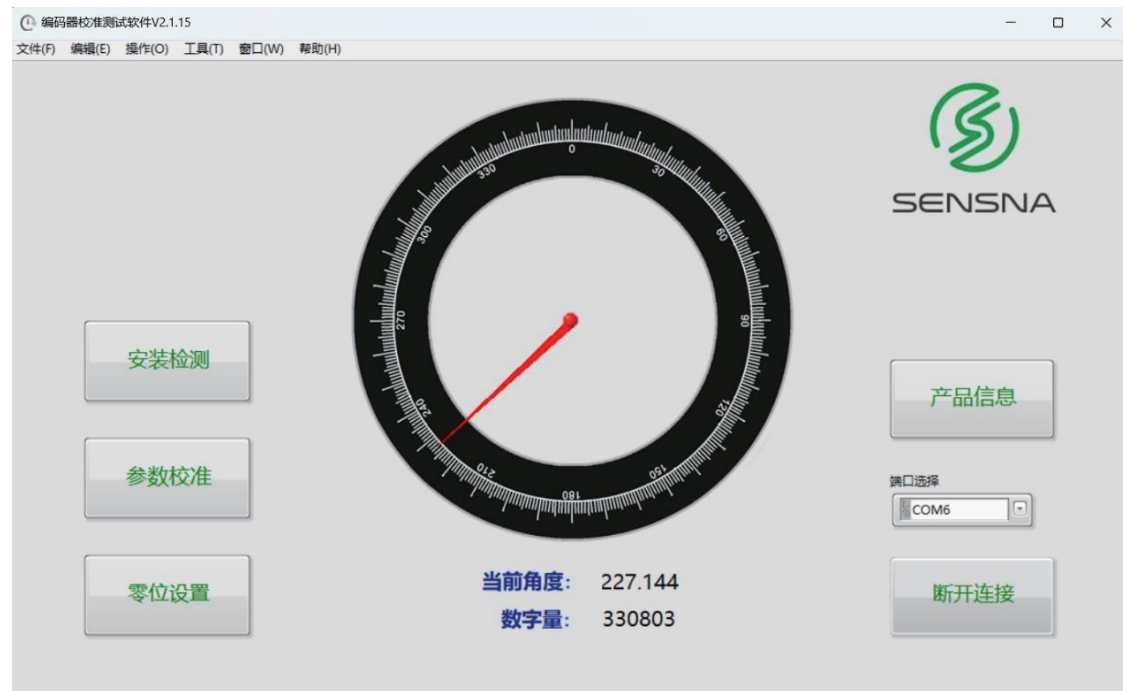 编码器校准测试软件V2.1.15
文件(F) 编辑(E) 操作(O) 工具(T) 窗口(W) 帮助(H)
SENSNA
0
30
60
90
120
150
180
210
240
270
300
330
安装检测
参数校准
零位设置
当前角度: 227.144
数字量: 330803
产品信息
端口选择
COM6
断开连接